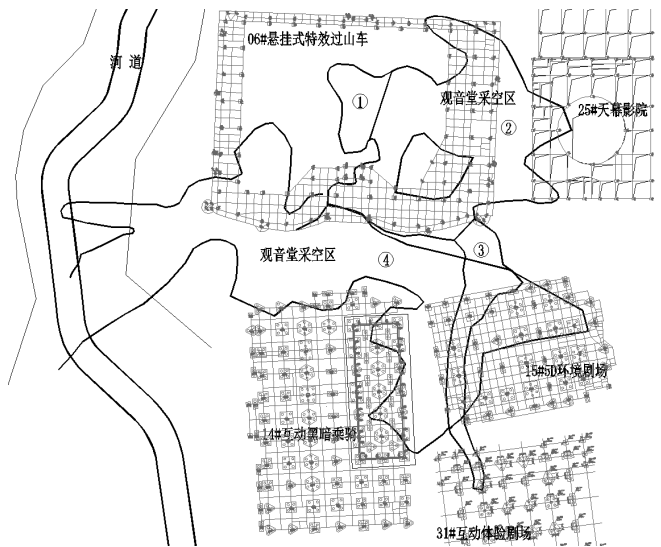 06#悬挂式特效过山车
河道
①
观音堂采空区
②
25#天幕影院
观音堂采空区
④
③
15#5D环境剧场
14#互动黑暗乘骑
31#互动体验剧场